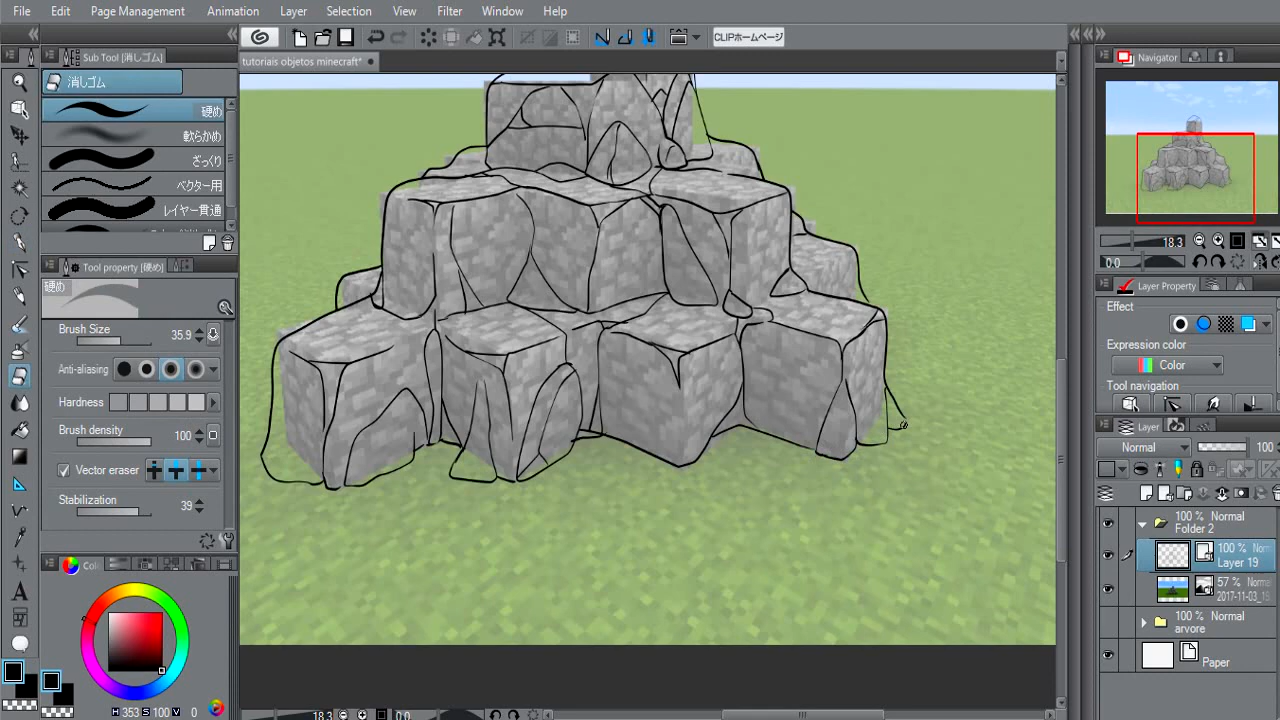 File Edit Page Management Animation Layer Selection View Filter Window Help
CLIPホームページ
Sub Tool [消しゴム]
tutoriais objetos minecraft*
Navigator
消しゴム
硬め
軟らかめ
ざっくり
ベクター用
レイヤー貫通
18.3
0.0
Tool property [硬め]
硬め
Layer Property
Effect
Brush Size 35.9
Expression color
Anti-aliasing
Color
Hardness
Tool navigation
Brush density 100
Layer
Normal 100
Vector eraser
Stabilization 39
100 % Normal
Folder 2
100 %
Layer 19
57 %
2017-11-03_19
100 % Normal
arvore
Paper
H 353 S 100 V 0
18.3 0.0